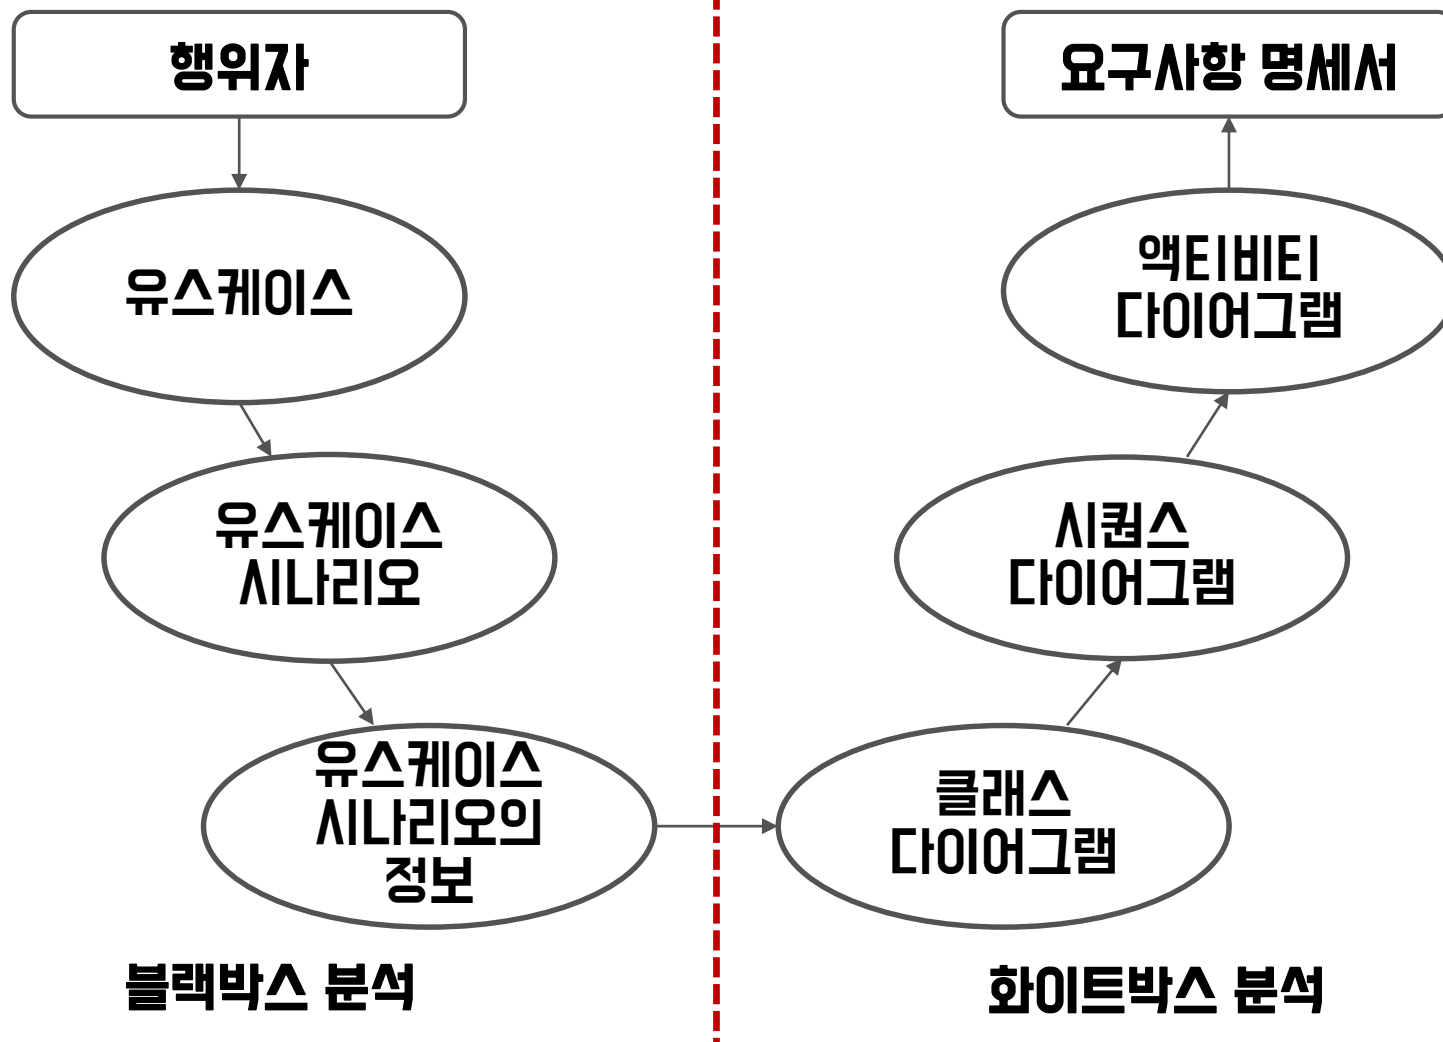 행위자
유스케이스
유스케이스
시나리오
유스케이스
시나리오의
정보
블랙박스 분석
요구사항 명세서
액티비티
다이어그램
시퀀스
다이어그램
클래스
다이어그램
화이트박스 분석